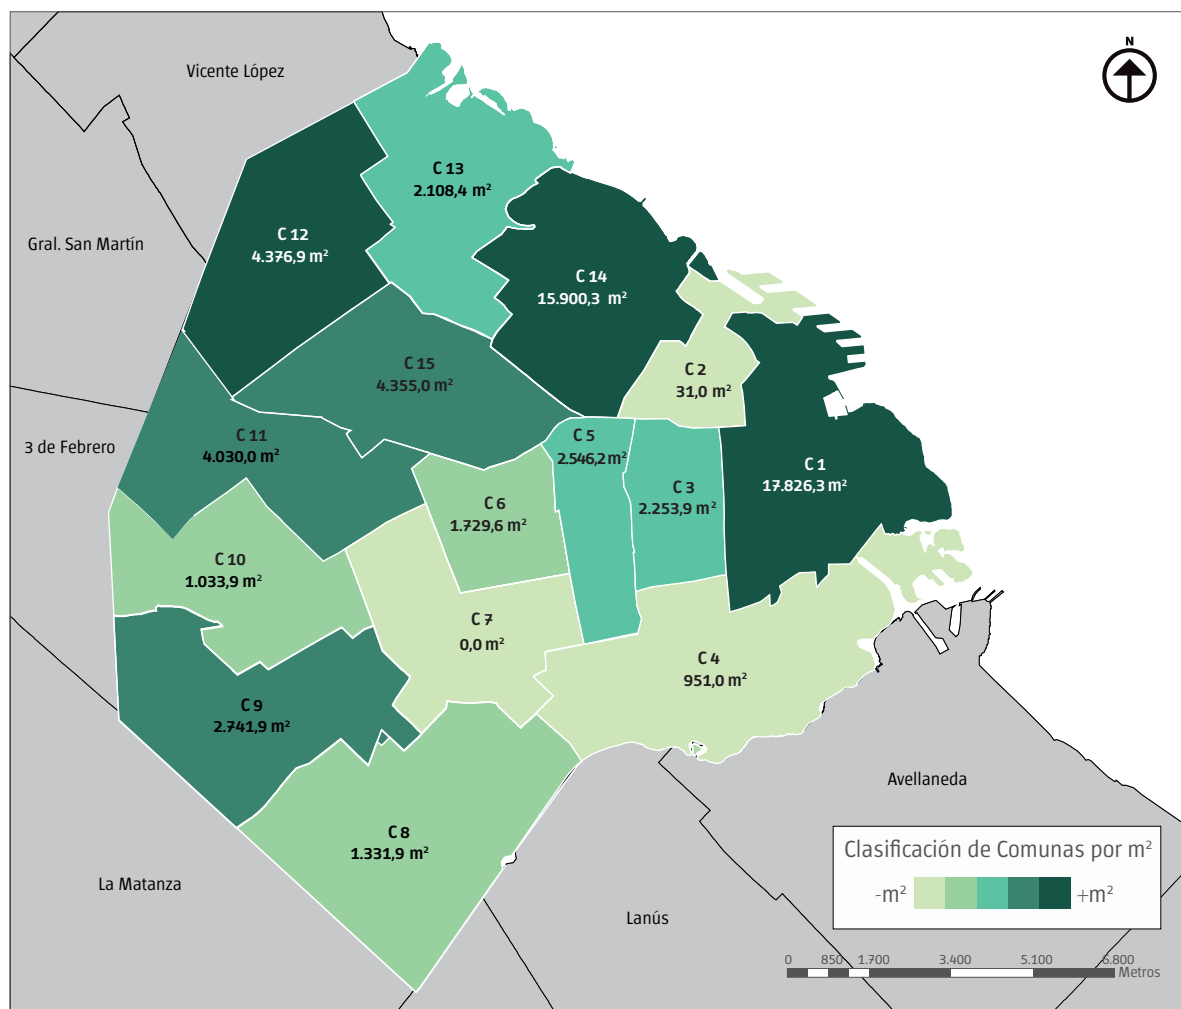 N
Vicente López
C 13
2.108,4 m²
C 12
4.376,9 m²
Gral. San Martín
C 14
15.900,3 m²
C 15
4.355,0 m²
C 2
31,0 m²
C 11
4.030,0 m²
C 5
2.546,2 m²
3 de Febrero
C 1
17.826,3 m²
C 3
2.253,9 m²
C 6
1.729,6 m²
C 10
1.033,9 m²
C 7
0,0 m²
C 4
951,0 m²
C 9
2.741,9 m²
Avellaneda
C 8
1.331,9 m²
La Matanza
Lanús
Clasificación de Comunas por m²
-m² +m²
0 850 1.700 3.400 5.100 6.800
Metros